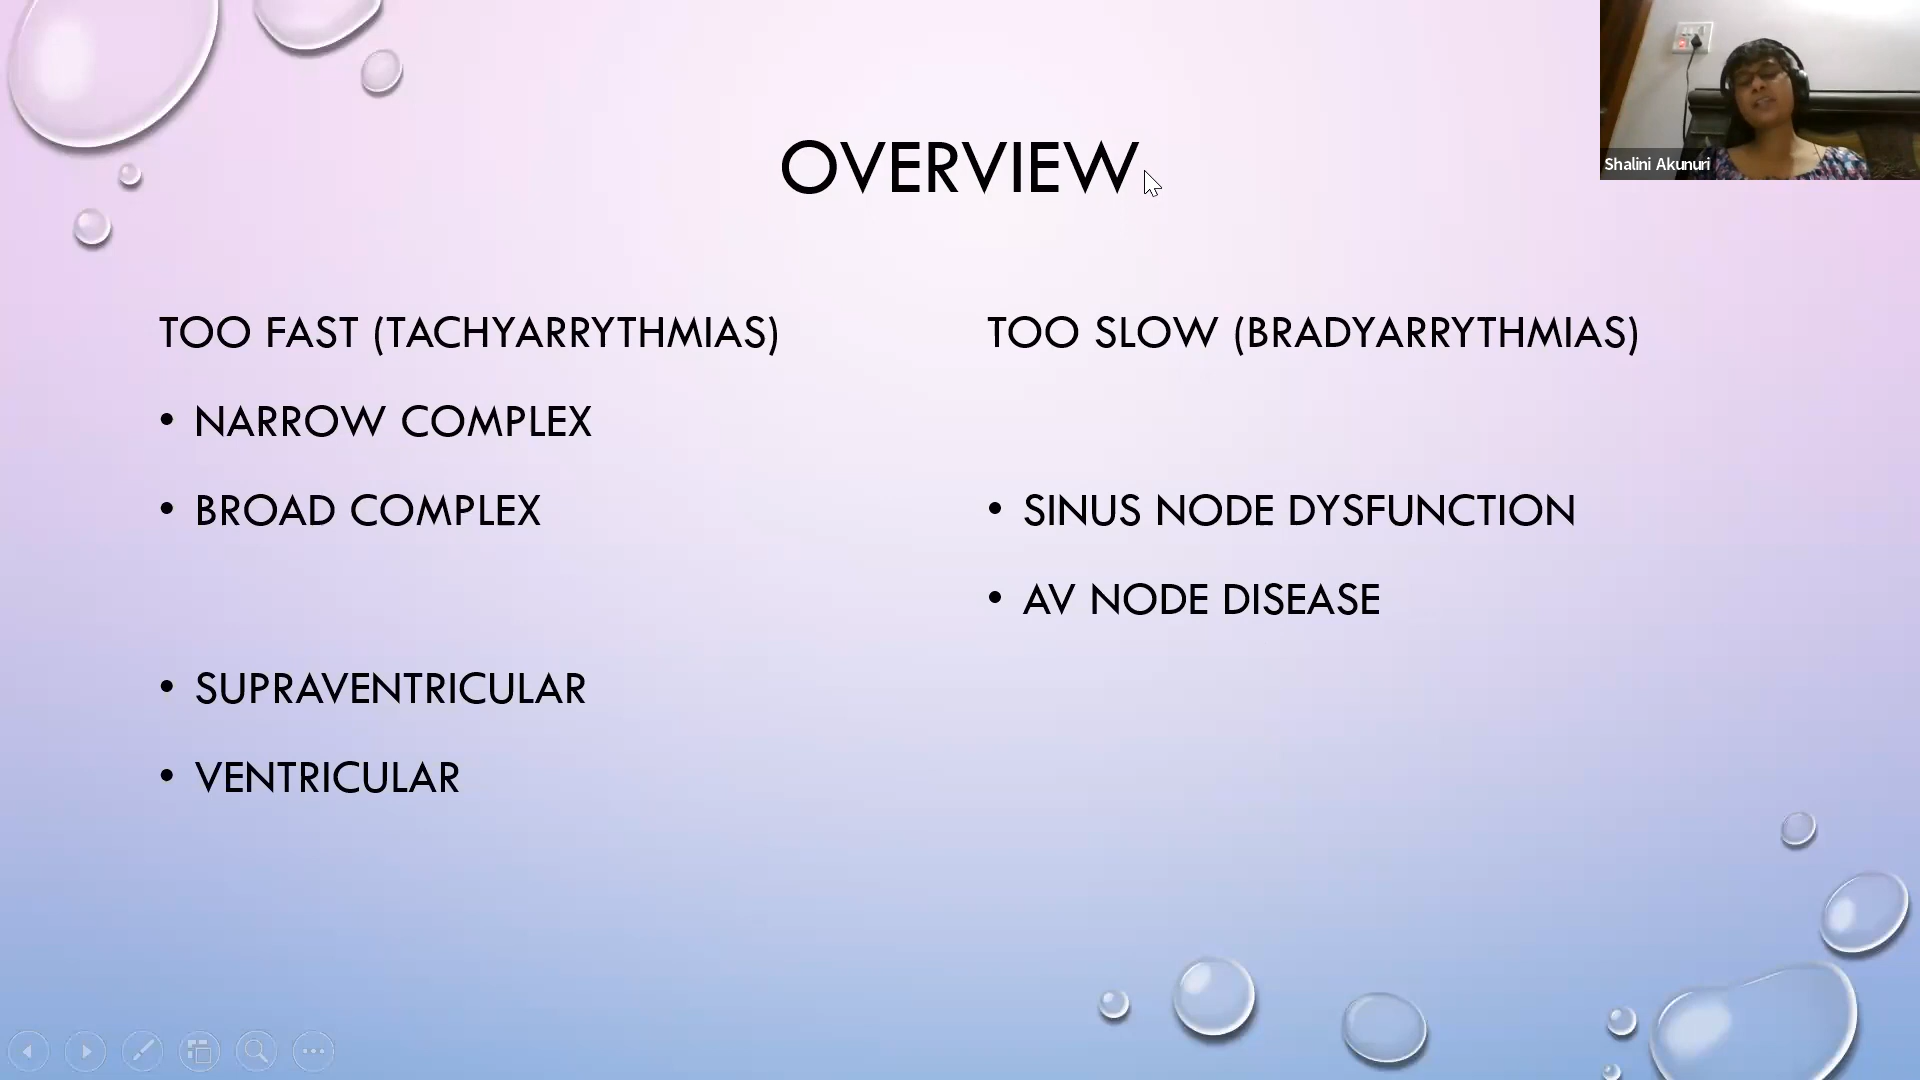 OVERVIEW
TOO FAST (TACHYARRYTHMIAS)
• NARROW COMPLEX
• BROAD COMPLEX
• SUPRAVENTRICULAR
• VENTRICULAR
TOO SLOW (BRADYARRYTHMIAS)
• SINUS NODE DYSFUNCTION
• AV NODE DISEASE
Shalini Akunuri